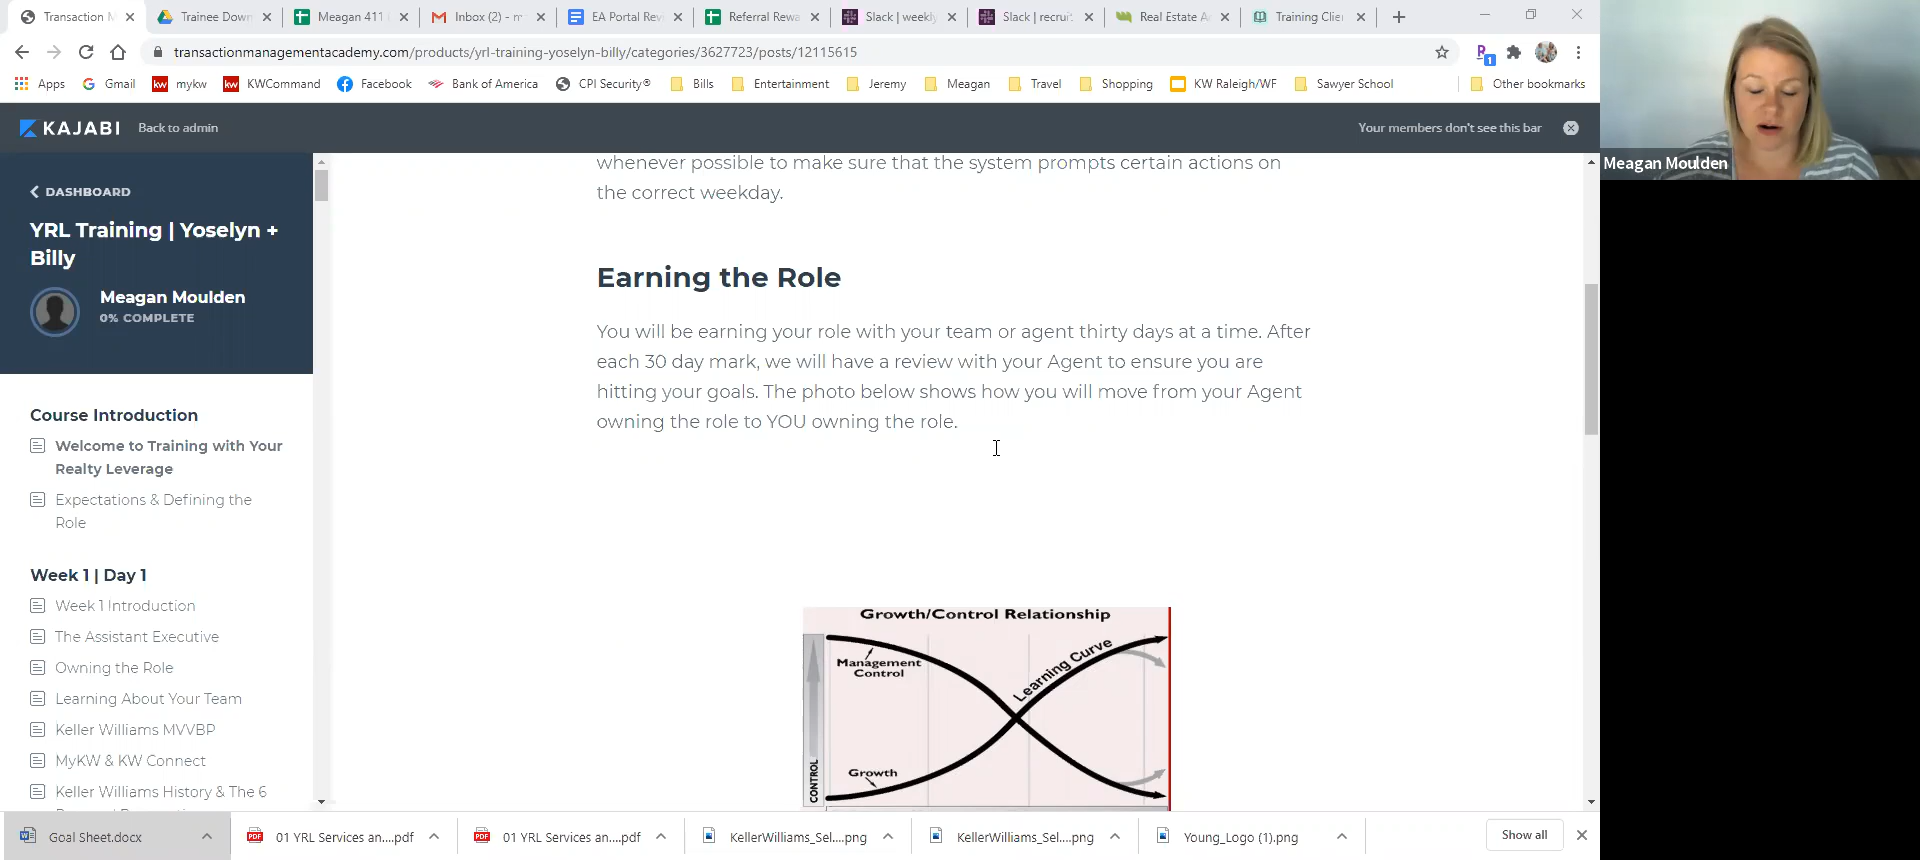 Transaction M
Trainee Down
Meagan 411
Inbox (2) - m
EA Portal Rev
Referral Rewa
Slack | weekly
Slack | recruit
Real Estate A
Training Clie
transactionmanagementacademy.com/products/yrl-training-yoselyn-billy/categories/3627723/posts/12115615
Apps
Gmail
mykw
KWCommand
Facebook
Bank of America
CPI Security®
Bills
Entertainment
Jeremy
Meagan
Travel
Shopping
KW Raleigh/WF
Sawyer School
Other bookmarks
KAJABI
Back to admin
Your members don't see this bar
Meagan Moulden
DASHBOARD
YRL Training | Yoselyn +
Billy
Meagan Moulden
0% COMPLETE
Course Introduction
Welcome to Training with Your
Realty Leverage
Expectations & Defining the
Role
Week 1 | Day 1
Week 1 Introduction
The Assistant Executive
Owning the Role
Learning About Your Team
Keller Williams MVVBP
MyKW & KW Connect
Keller Williams History & The 6
whenever possible to make sure that the system prompts certain actions on
the correct weekday.
Earning the Role
You will be earning your role with your team or agent thirty days at a time. After
each 30 day mark, we will have a review with your Agent to ensure you are
hitting your goals. The photo below shows how you will move from your Agent
owning the role to YOU owning the role.
Growth/Control Relationship
Management
Control
Learning Curve
Growth
CONTROL
Goal Sheet.docx
01 YRL Services an....pdf
01 YRL Services an....pdf
KellerWilliams_Sel....png
KellerWilliams_Sel....png
Young_Logo (1).png
Show all